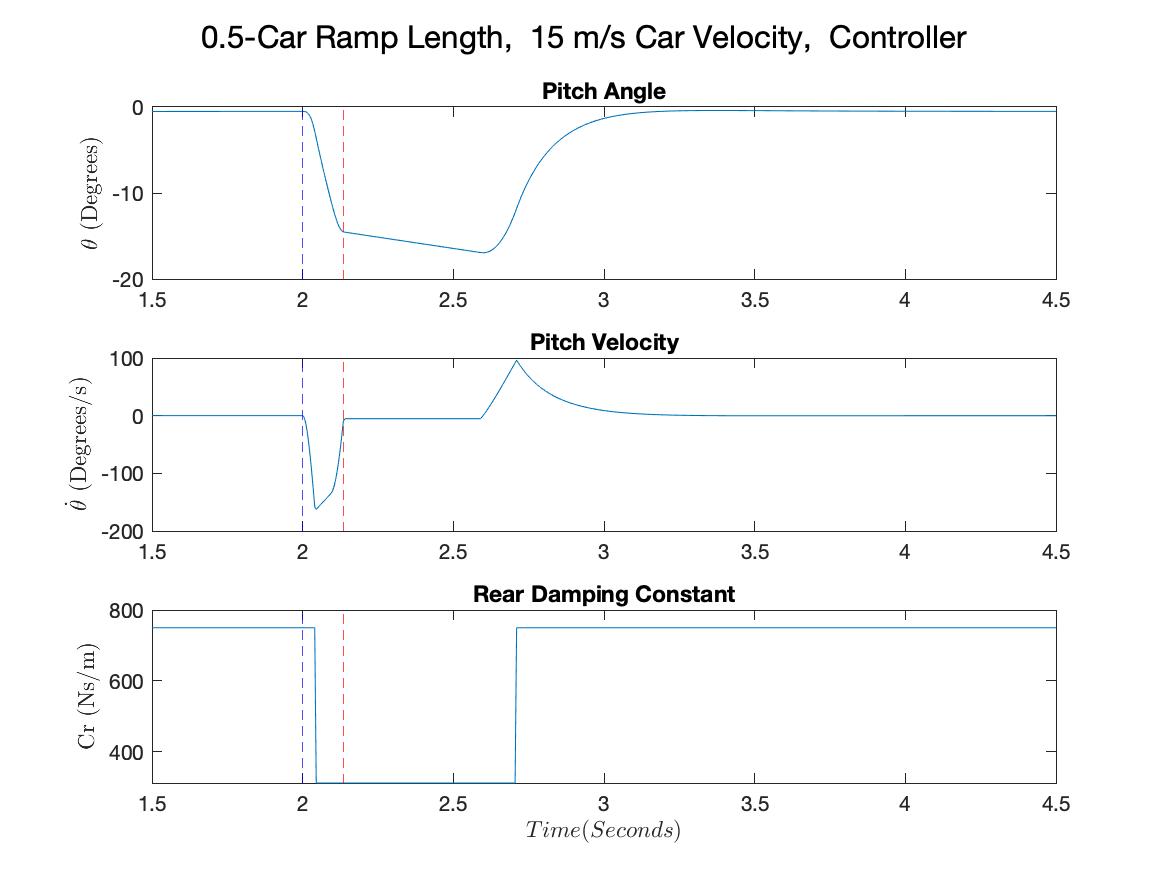 0.5-Car Ramp Length,  15 m/s Car Velocity,  Controller
Pitch Angle
0
-10
-20
θ (Degrees)
1.5 2 2.5 3 3.5 4 4.5
Pitch Velocity
100
0
-100
-200
θ̇ (Degrees/s)
1.5 2 2.5 3 3.5 4 4.5
Rear Damping Constant
800
600
400
Cr (Ns/m)
1.5 2 2.5 3 3.5 4 4.5
Time(Seconds)